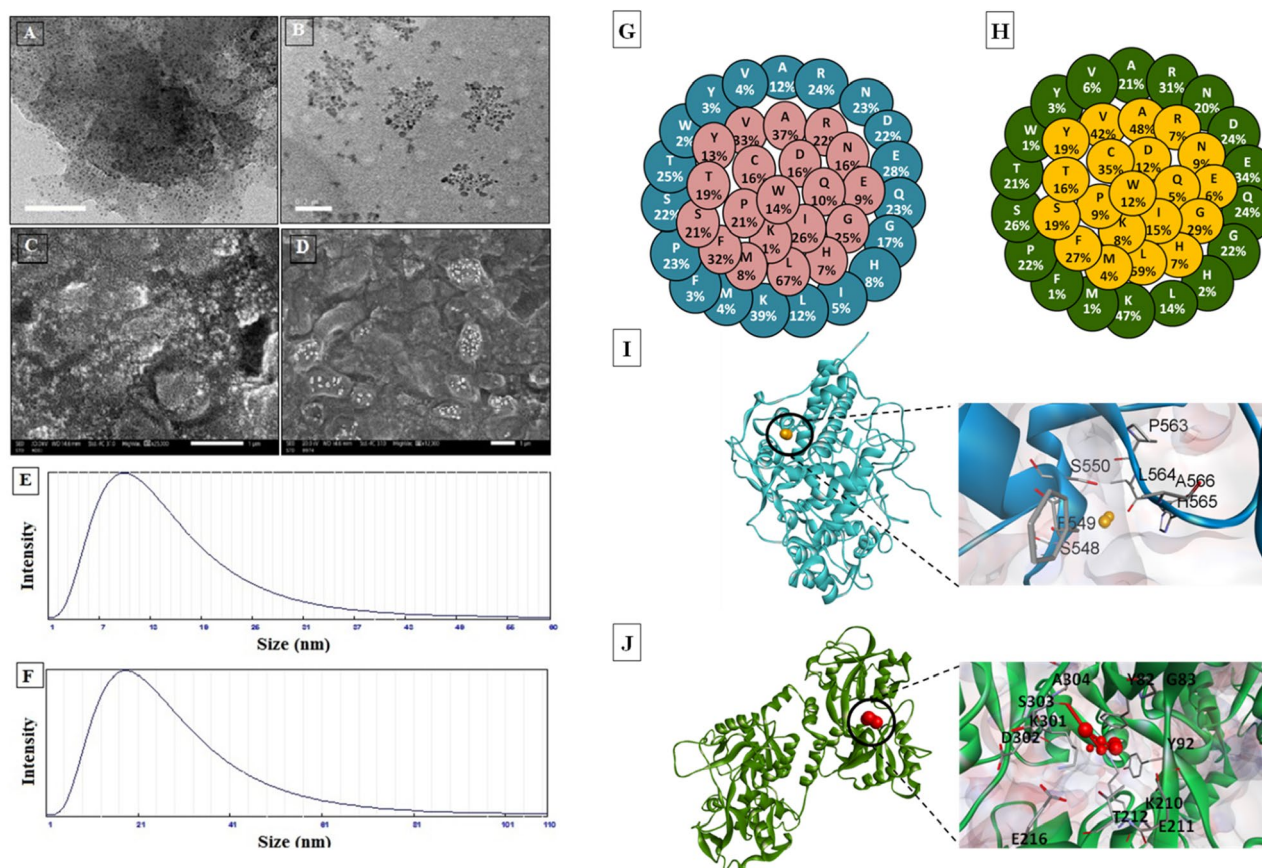 A
B
C
D
1 µm
1 µm
E
Intensity
1 7 13 19 26 31 37 43 49 55 60
Size (nm)
F
Intensity
1 21 41 61 81 101 110
Size (nm)
G
A
12%
R
24%
N
23%
D
22%
E
28%
Q
23%
G
17%
H
8%
I
5%
L
12%
K
39%
M
4%
F
3%
P
23%
S
22%
T
25%
W
2%
Y
3%
V
4%
A
37%
R
22%
N
16%
E
9%
G
25%
H
7%
L
67%
M
8%
F
32%
S
21%
T
19%
Y
13%
V
33%
C
16%
D
16%
Q
10%
I
26%
K
1%
P
21%
W
14%
H
A
21%
R
31%
N
20%
D
24%
E
34%
Q
24%
G
22%
H
2%
L
14%
K
47%
M
1%
F
1%
P
22%
S
26%
T
21%
W
1%
Y
3%
V
6%
A
48%
R
7%
N
9%
E
6%
G
29%
H
7%
L
59%
M
4%
F
27%
S
19%
T
16%
Y
19%
V
42%
C
35%
D
12%
Q
5%
I
15%
K
8%
P
9%
W
12%
I
P563
S550
L564
A566
H565
F549
S548
J
A304
Y82
G83
S303
K301
D302
Y92
K210
T212
E211
E216